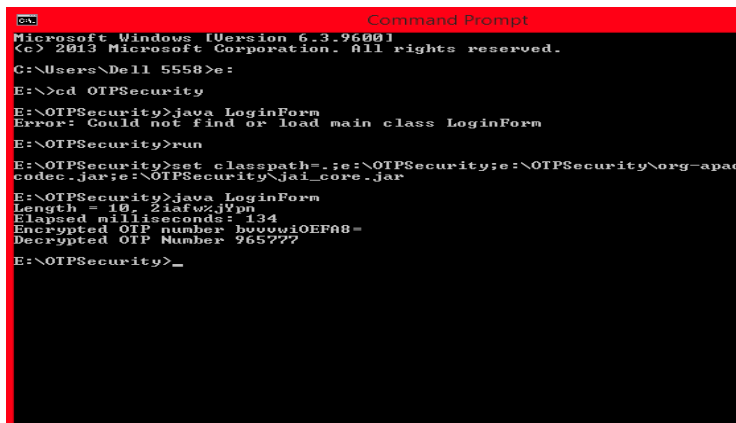 Command Prompt
Microsoft Windows [Version 6.3.9600]
(c) 2013 Microsoft Corporation. All rights reserved.
C:\Users\Dell 5558>e:
E:\>cd OTPSecurity
E:\OTPSecurity>java LoginForm
Error: Could not find or load main class LoginForm
E:\OTPSecurity>run
E:\OTPSecurity>set classpath=.;e:\OTPSecurity;e:\OTPSecurity\org-apac
codec.jar;e:\OTPSecurity\jai_core.jar
E:\OTPSecurity>java LoginForm
Length = 10, 2iafw%jYpn
Elapsed milliseconds: 134
Encrypted OTP number bvvvwiOEFA8=
Decrypted OTP Number 965777
E:\OTPSecurity>_